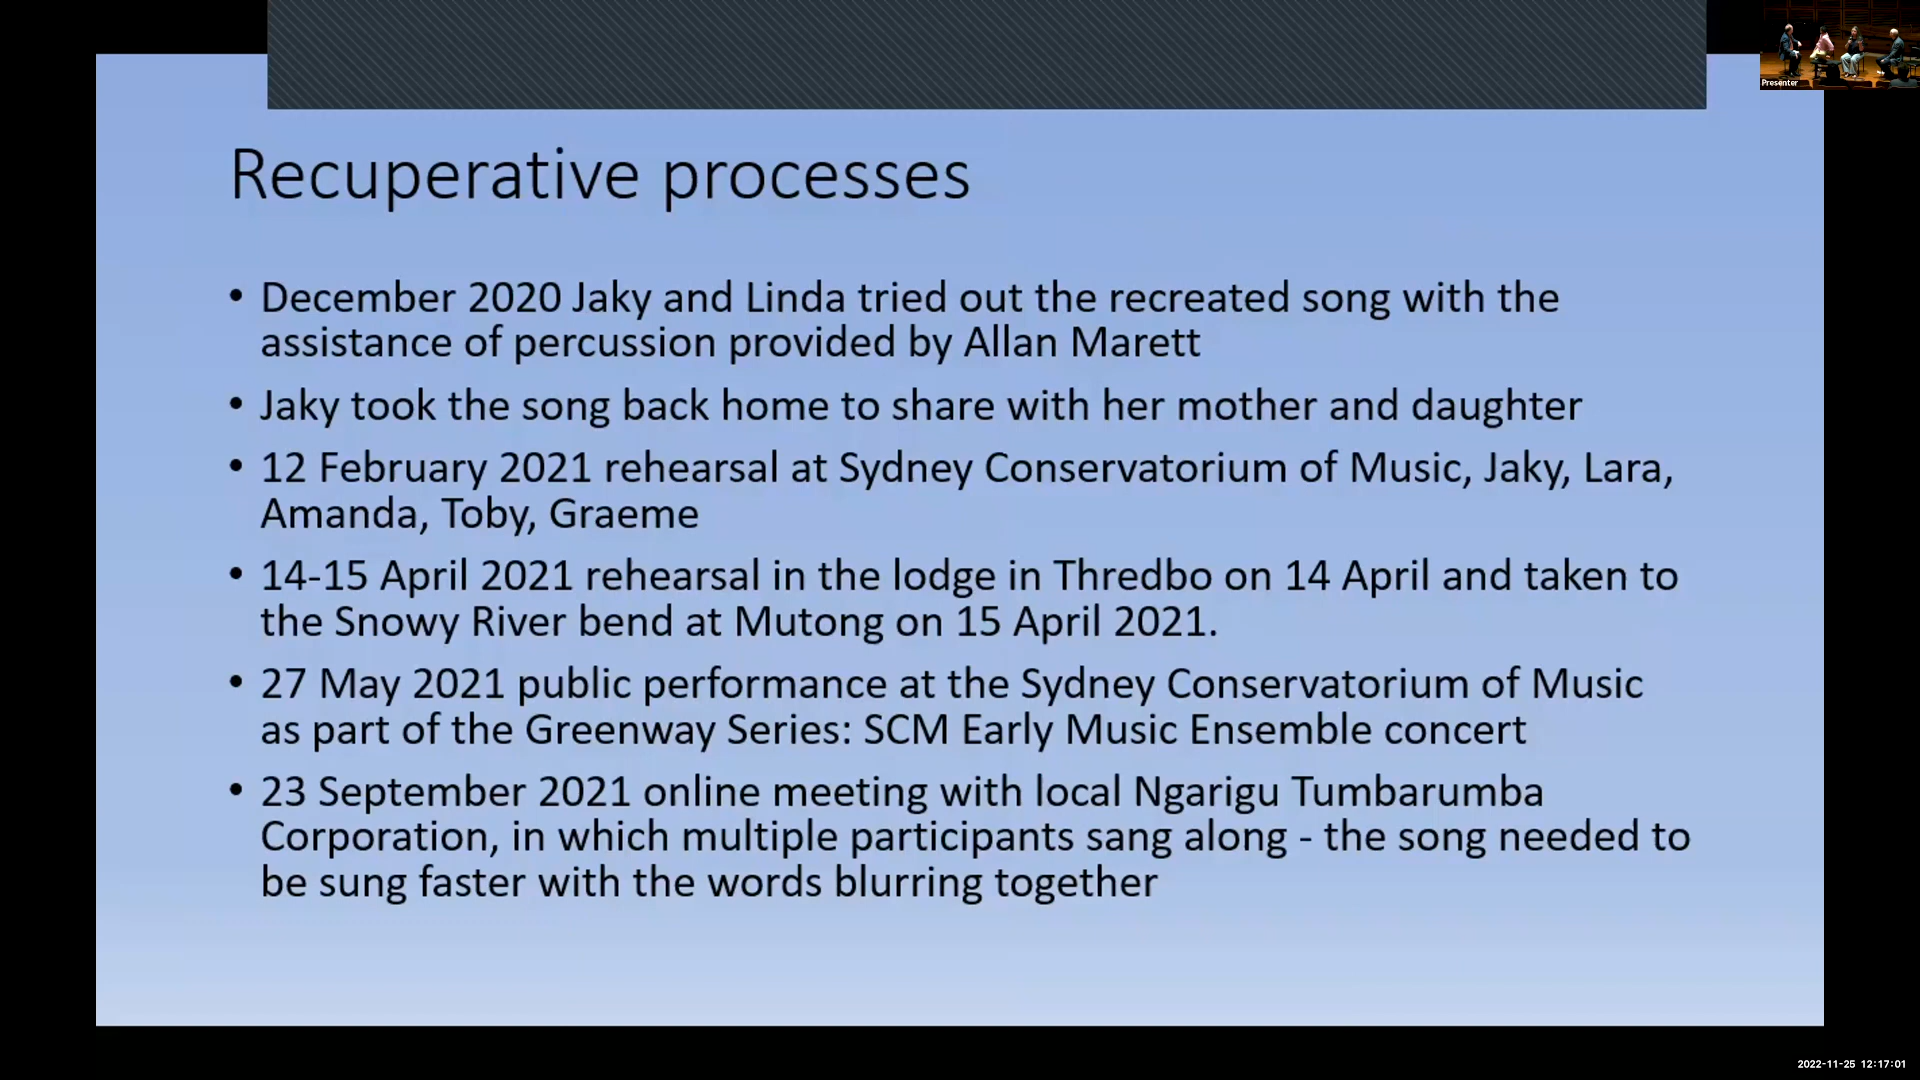 Presenter
Recuperative processes
• December 2020 Jaky and Linda tried out the recreated song with the
assistance of percussion provided by Allan Marett
• Jaky took the song back home to share with her mother and daughter
• 12 February 2021 rehearsal at Sydney Conservatorium of Music, Jaky, Lara,
Amanda, Toby, Graeme
• 14-15 April 2021 rehearsal in the lodge in Thredbo on 14 April and taken to
the Snowy River bend at Mutong on 15 April 2021.
• 27 May 2021 public performance at the Sydney Conservatorium of Music
as part of the Greenway Series: SCM Early Music Ensemble concert
• 23 September 2021 online meeting with local Ngarigu Tumbarumba
Corporation, in which multiple participants sang along - the song needed to
be sung faster with the words blurring together
2022-11-25 12:17:01